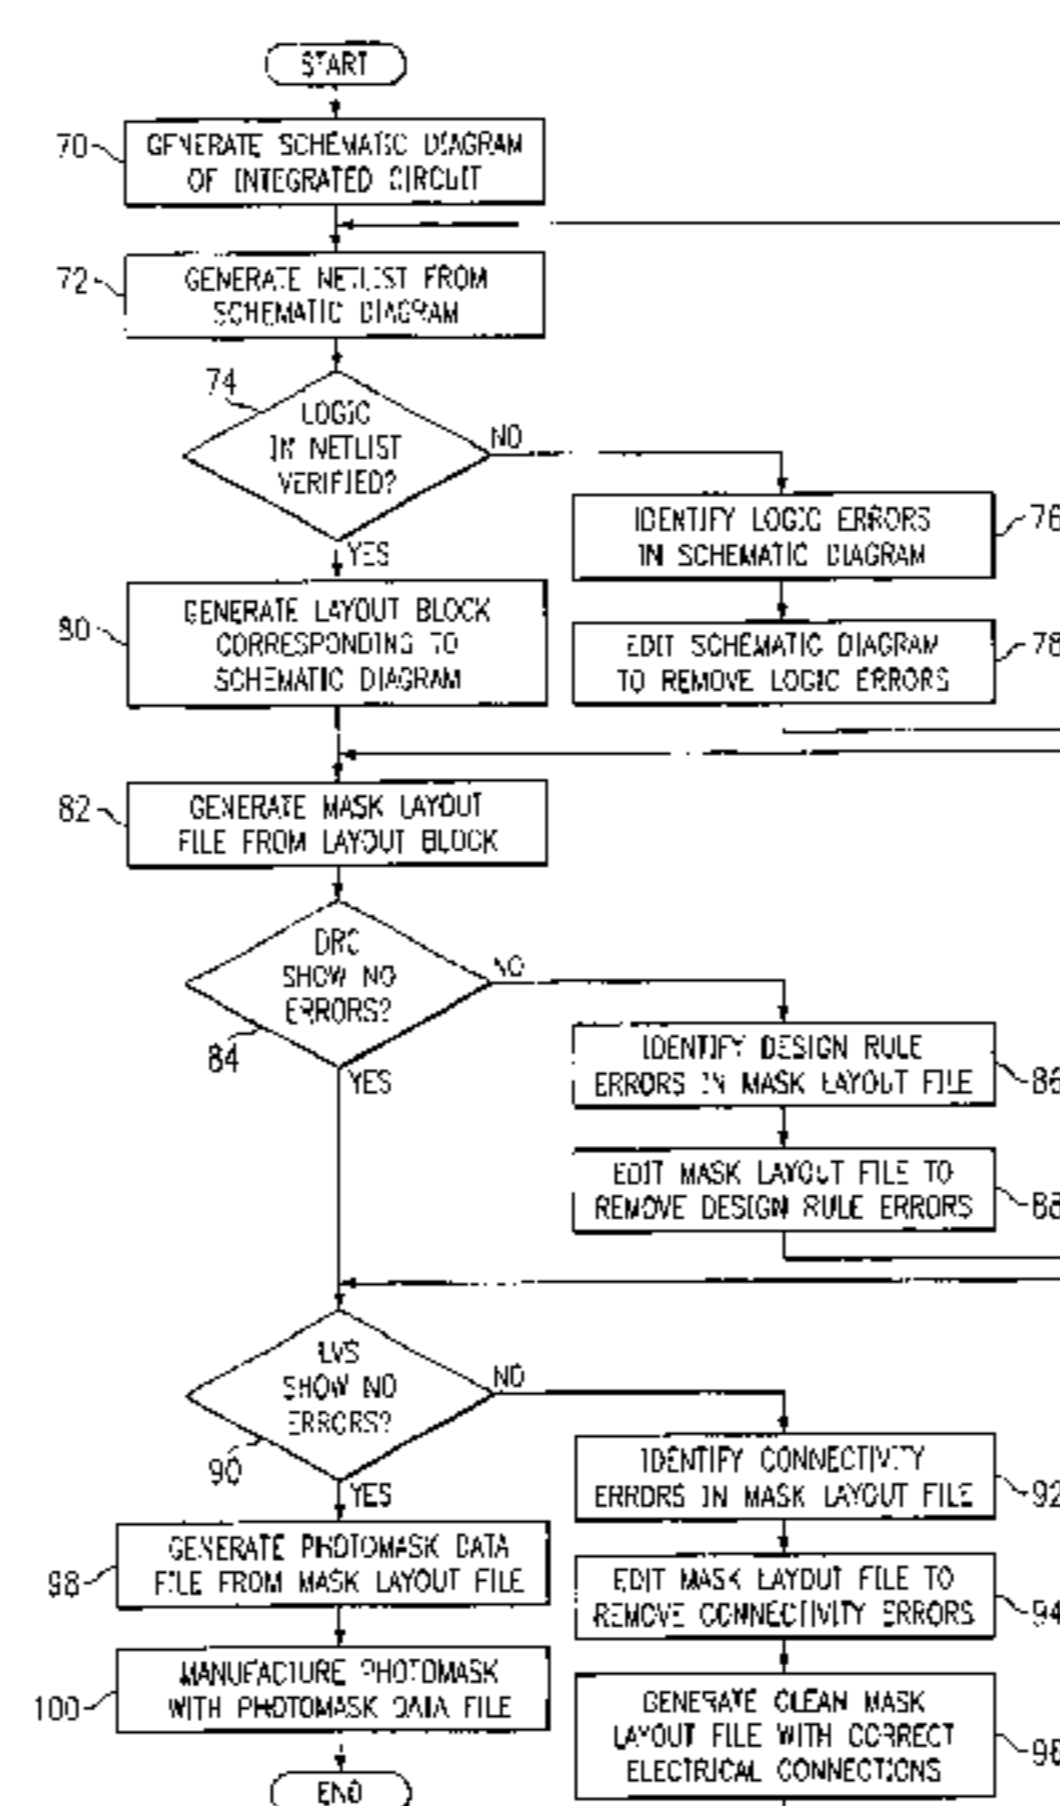 START
70
GENERATE SCHEMATIC DIAGRAM
OF INTEGRATED CIRCUIT
72
GENERATE NETLIST FROM
SCHEMATIC DIAGRAM
74
LOGIC
IN NETLIST
VERIFIED?
NO
YES
IDENTIFY LOGIC ERRORS
IN SCHEMATIC DIAGRAM
76
EDIT SCHEMATIC DIAGRAM
TO REMOVE LOGIC ERRORS
78
80
GENERATE LAYOUT BLOCK
CORRESPONDING TO
SCHEMATIC DIAGRAM
82
GENERATE MASK LAYOUT
FILE FROM LAYOUT BLOCK
DRC
SHOW NO
ERRORS?
84
NO
YES
IDENTIFY DESIGN RULE
ERRORS IN MASK LAYOUT FILE
86
EDIT MASK LAYOUT FILE TO
REMOVE DESIGN RULE ERRORS
88
LVS
SHOW NO
ERRORS?
90
NO
YES
IDENTIFY CONNECTIVITY
ERRORS IN MASK LAYOUT FILE
92
EDIT MASK LAYOUT FILE TO
REMOVE CONNECTIVITY ERRORS
94
GENERATE CLEAN MASK
LAYOUT FILE WITH CORRECT
ELECTRICAL CONNECTIONS
96
98
GENERATE PHOTOMASK DATA
FILE FROM MASK LAYOUT FILE
100
MANUFACTURE PHOTOMASK
WITH PHOTOMASK DATA FILE
END